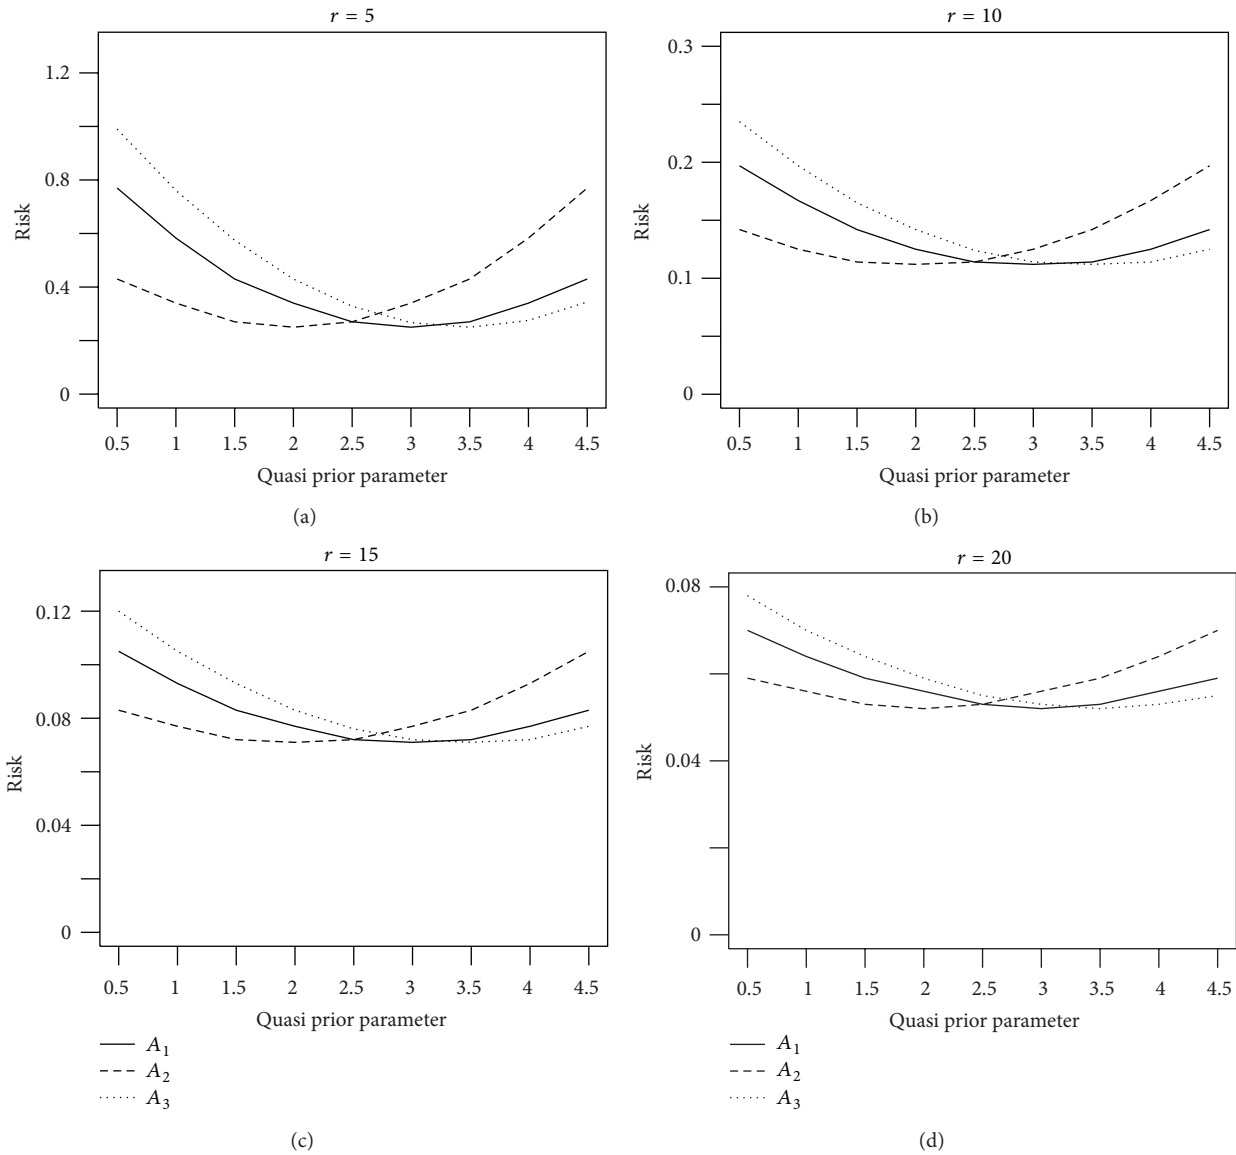 r = 5
1.2
0.8
0.4
0
Risk
0.5 1 1.5 2 2.5 3 3.5 4 4.5
Quasi prior parameter
(a)
r = 10
0.3
0.2
0.1
0
Risk
0.5 1 1.5 2 2.5 3 3.5 4 4.5
Quasi prior parameter
(b)
r = 15
0.12
0.08
0.04
0
Risk
0.5 1 1.5 2 2.5 3 3.5 4 4.5
Quasi prior parameter
A₁
A₂
A₃
(c)
r = 20
0.08
0.04
0
Risk
0.5 1 1.5 2 2.5 3 3.5 4 4.5
Quasi prior parameter
A₁
A₂
A₃
(d)